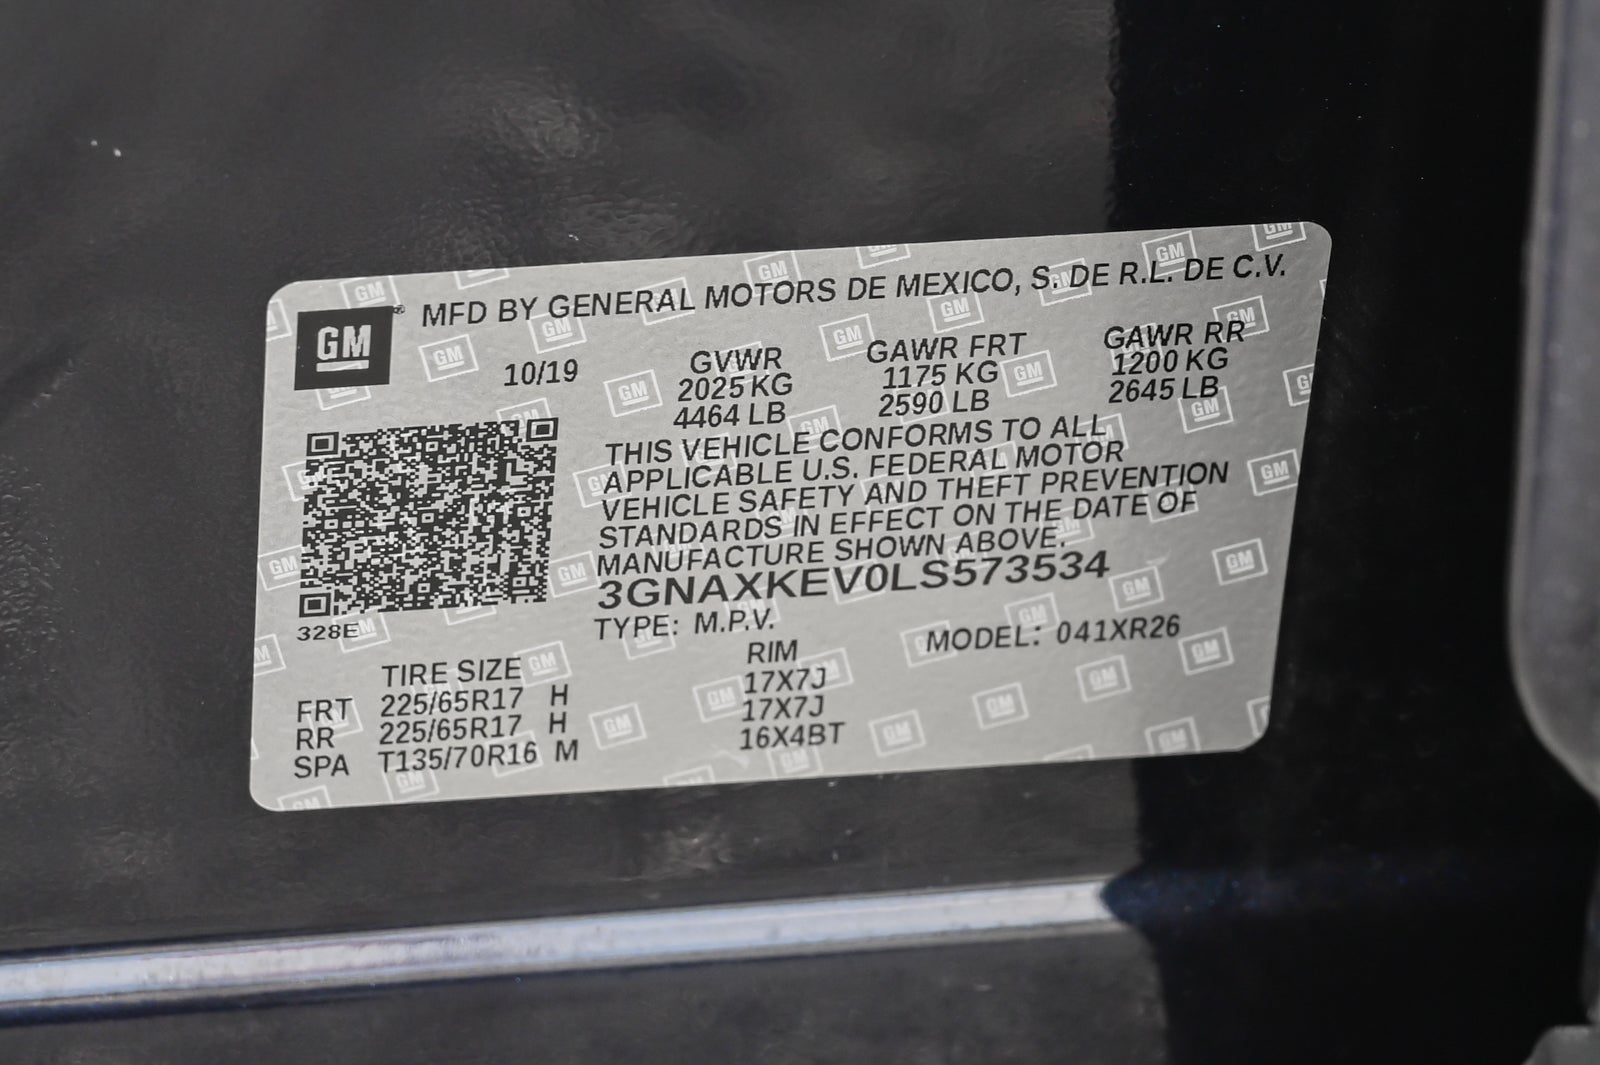 GM ® MFD BY GENERAL MOTORS DE MEXICO, S. DE R.L. DE C.V.
10/19 GVWR GAWR FRT GAWR RR
2025 KG 1175 KG 1200 KG
4464 LB 2590 LB 2645 LB
THIS VEHICLE CONFORMS TO ALL
APPLICABLE U.S. FEDERAL MOTOR
VEHICLE SAFETY AND THEFT PREVENTION
STANDARDS IN EFFECT ON THE DATE OF
MANUFACTURE SHOWN ABOVE.
3GNAXKEV0LS573534
328E
TYPE: M.P.V. MODEL: 041XR26
TIRE SIZE RIM
FRT 225/65R17 H 17X7J
RR 225/65R17 H 17X7J
SPA T135/70R16 M 16X4BT